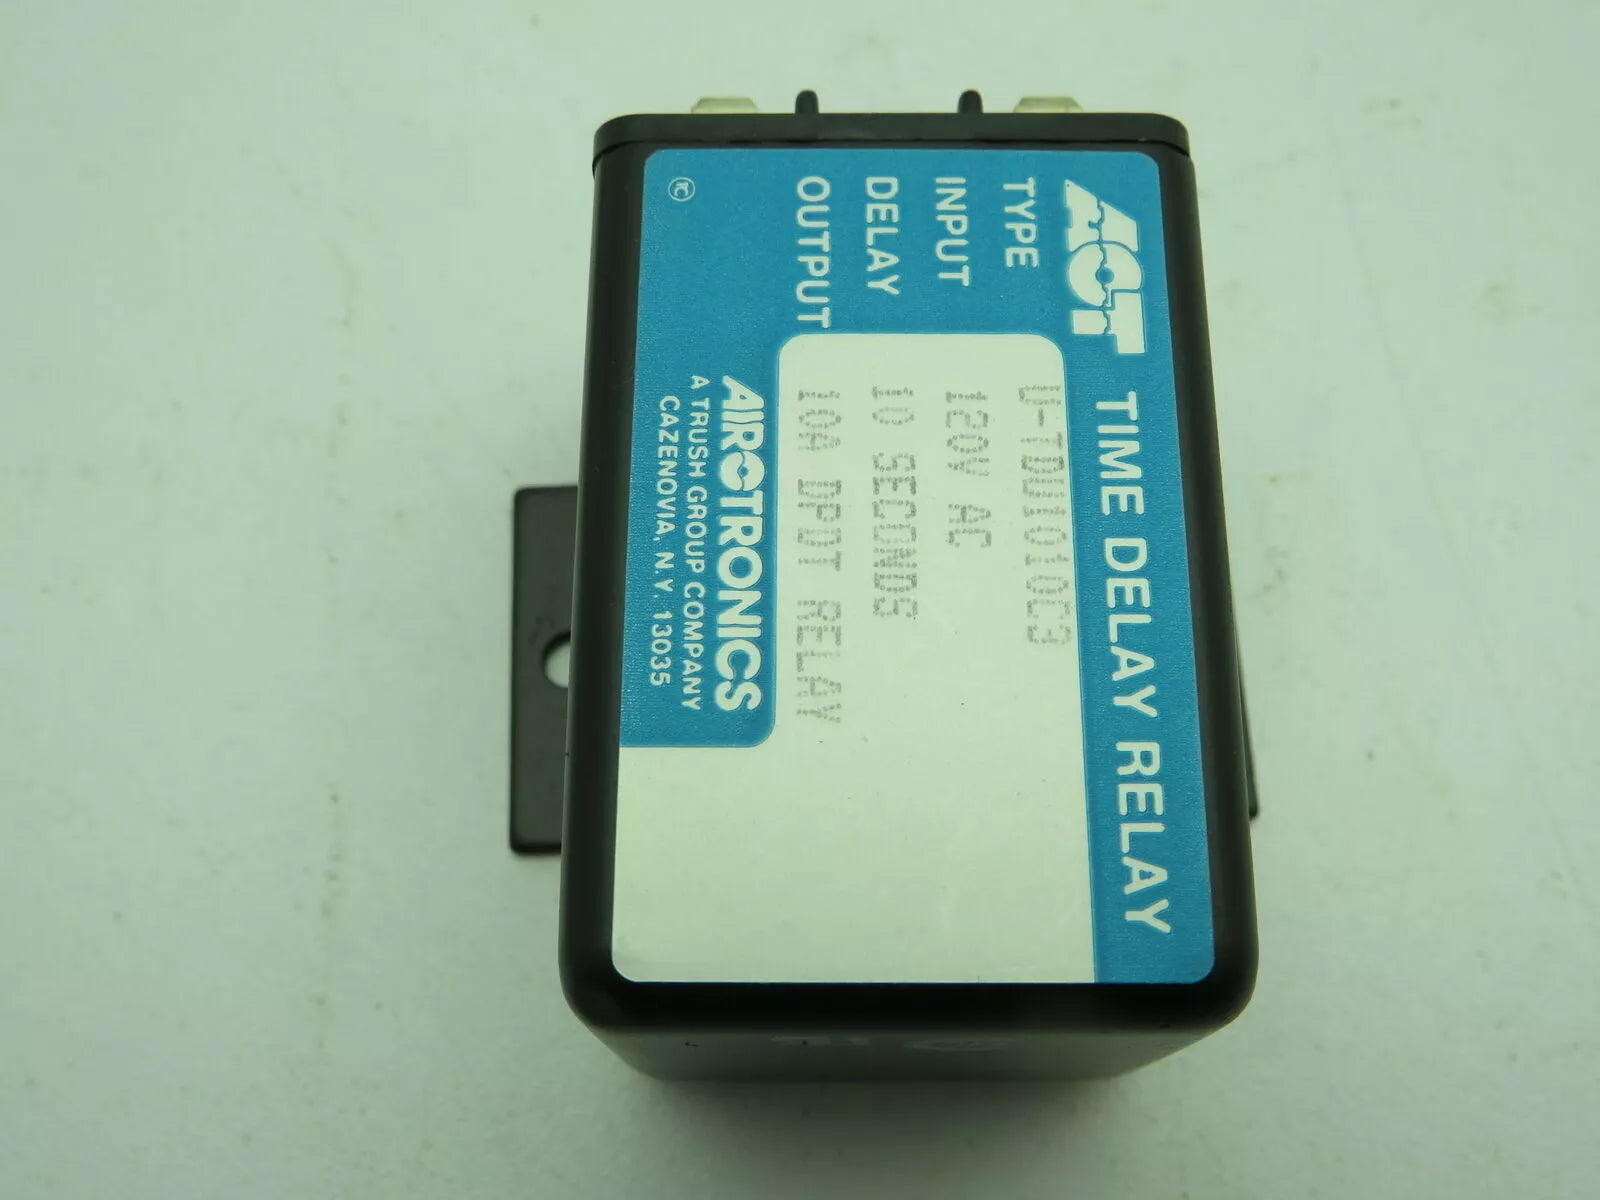 ACT TIME DELAY RELAY
TYPE
INPUT 120V AC
DELAY 10 SECONDS
OUTPUT 10A DPDT RELAY
AIROTRONICS
A TRUSH GROUP COMPANY
CAZENOVIA, N.Y. 13035